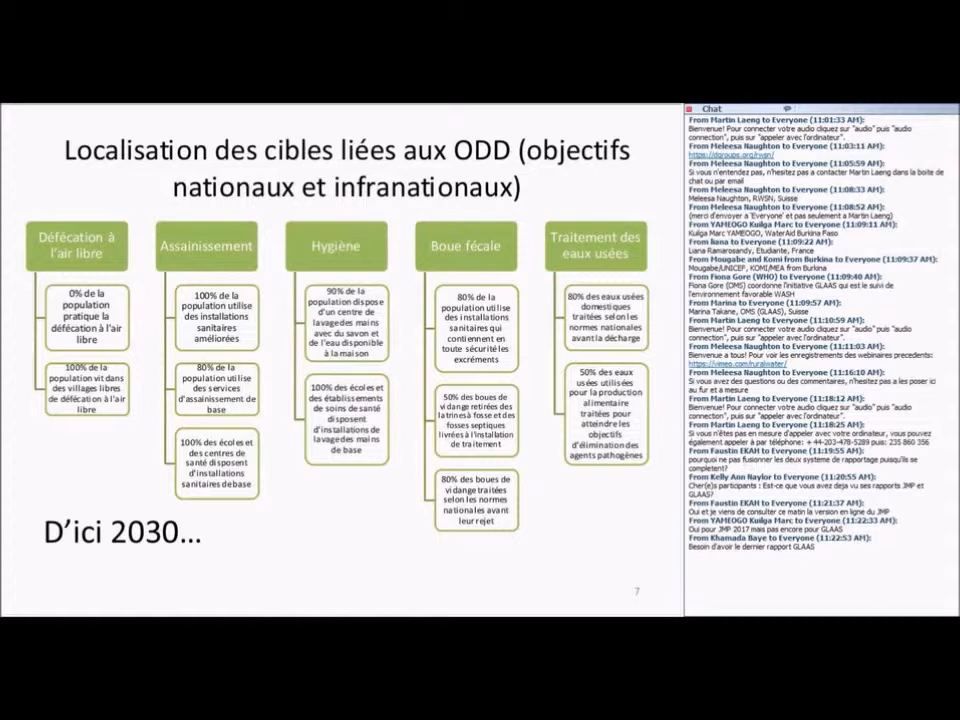 Localisation des cibles liées aux ODD (objectifs
nationaux et infranationaux)
Défécation à
l'air libre
0% de la
population
pratique la
défécation à l'air
libre
100% de la
population vit dans
des villages libres
de défécation à l'air
libre
Assainissement
100% de la
population utilise
des installations
sanitaires
améliorées
80% de la
population utilise
des services
d'assainissement de
base
100% des écoles et
des centres de
santé disposent
d'installations
sanitaires de base
Hygiène
90% de la
population dispose
d'un centre de
lavage des mains
avec du savon et de
l'eau disponible
à la maison
100% des écoles et
des établissements
de soins de santé
disposent
d'installations de
lavage des mains
de base
Boue fécale
80% de la
population utilise
des installations
sanitaires qui
contiennent en
toute sécurité les
excréments
50% des boues de
vidange retirées des
latrines à fosse et des
fosses septiques
livrées à l'installation
de traitement
80% des boues de
vidange traitées
selon les normes
nationales avant
leur rejet
Traitement des
eaux usées
80% des eaux usées
domestiques
traitées selon les
normes nationales
avant la décharge
50% des eaux
usées utilisées
pour la production
alimentaire
traitées pour
atteindre les
objectifs
d'élimination des
agents pathogènes
D'ici 2030...
7
Chat
From Martin Laeng to Everyone (11:01:33 AM):
Bienvenue! Pour connecter votre audio cliquez sur "audio" puis "audio
connection", puis sur "appeler avec l'ordinateur".
From Meleesa Naughton to Everyone (11:03:11 AM):
https://dgroups.org/rwsn/
From Meleesa Naughton to Everyone (11:05:59 AM):
Si vous n'entendez pas, n'hesitez pas a contacter Martin Laeng dans la boite de
chat ou par email
From Meleesa Naughton to Everyone (11:08:33 AM):
Meleesa Naughton, RWSN, Suisse
From Meleesa Naughton to Everyone (11:08:52 AM):
(merci d'envoyer a 'Everyone' et pas seulement a Martin Laeng)
From YAMEOGO Kuilga Marc to Everyone (11:09:11 AM):
Kuilga Marc YAMEOGO, WaterAid Burkina Faso
From liana to Everyone (11:09:22 AM):
Liana Ramarosandy, Etudiante, France
From Mougabe and Komi from Burkina to Everyone (11:09:37 AM):
Mougabe/UNICEF, KOMI/MEA from Burkina
From Fiona Gore (WHO) to Everyone (11:09:40 AM):
Fiona Gore (OMS) coordonne l'initiative GLAAS qui est le suivi de
l'environnement favorable WASH
From Marina to Everyone (11:09:57 AM):
Marina Takane, OMS (GLAAS), Suisse
From Martin Laeng to Everyone (11:10:59 AM):
Bienvenue! Pour connecter votre audio cliquez sur "audio" puis "audio
connection", puis sur "appeler avec l'ordinateur".
From Meleesa Naughton to Everyone (11:11:03 AM):
Bienvenue a tous! Pour voir les enregistrements des webinaires precedents:
https://vimeo.com/ruralwater/
From Meleesa Naughton to Everyone (11:16:10 AM):
Si vous avez des questions ou des commentaires, n'hesitez pas a les poser ici
au fur et a mesure
From Martin Laeng to Everyone (11:18:12 AM):
Bienvenue! Pour connecter votre audio cliquez sur "audio" puis "audio
connection", puis sur "appeler avec l'ordinateur".
From Martin Laeng to Everyone (11:18:25 AM):
Si vous n'êtes pas en mesure d'appeler avec votre ordinateur, vous pouvez
également appeler à par téléphone: + 44-203-478-5289 puis: 235 860 356
From Faustin EKAH to Everyone (11:19:55 AM):
pourquoi ne pas fusionner les deux systeme de rapportage puisqu'ils se
completent?
From Kelly Ann Naylor to Everyone (11:20:55 AM):
Cher(e)s participants : Est-ce que vous avez deja vu ses rapports JMP et
GLAAS?
From Faustin EKAH to Everyone (11:21:37 AM):
Oui et je viens de consulter ce matin la version en ligne du JMP
From YAMEOGO Kuilga Marc to Everyone (11:22:33 AM):
Oui pour JMP 2017 mais pas encore pour GLAAS
From Khamada Baye to Everyone (11:22:53 AM):
Besoin d'avoir le dernier rapport GLAAS